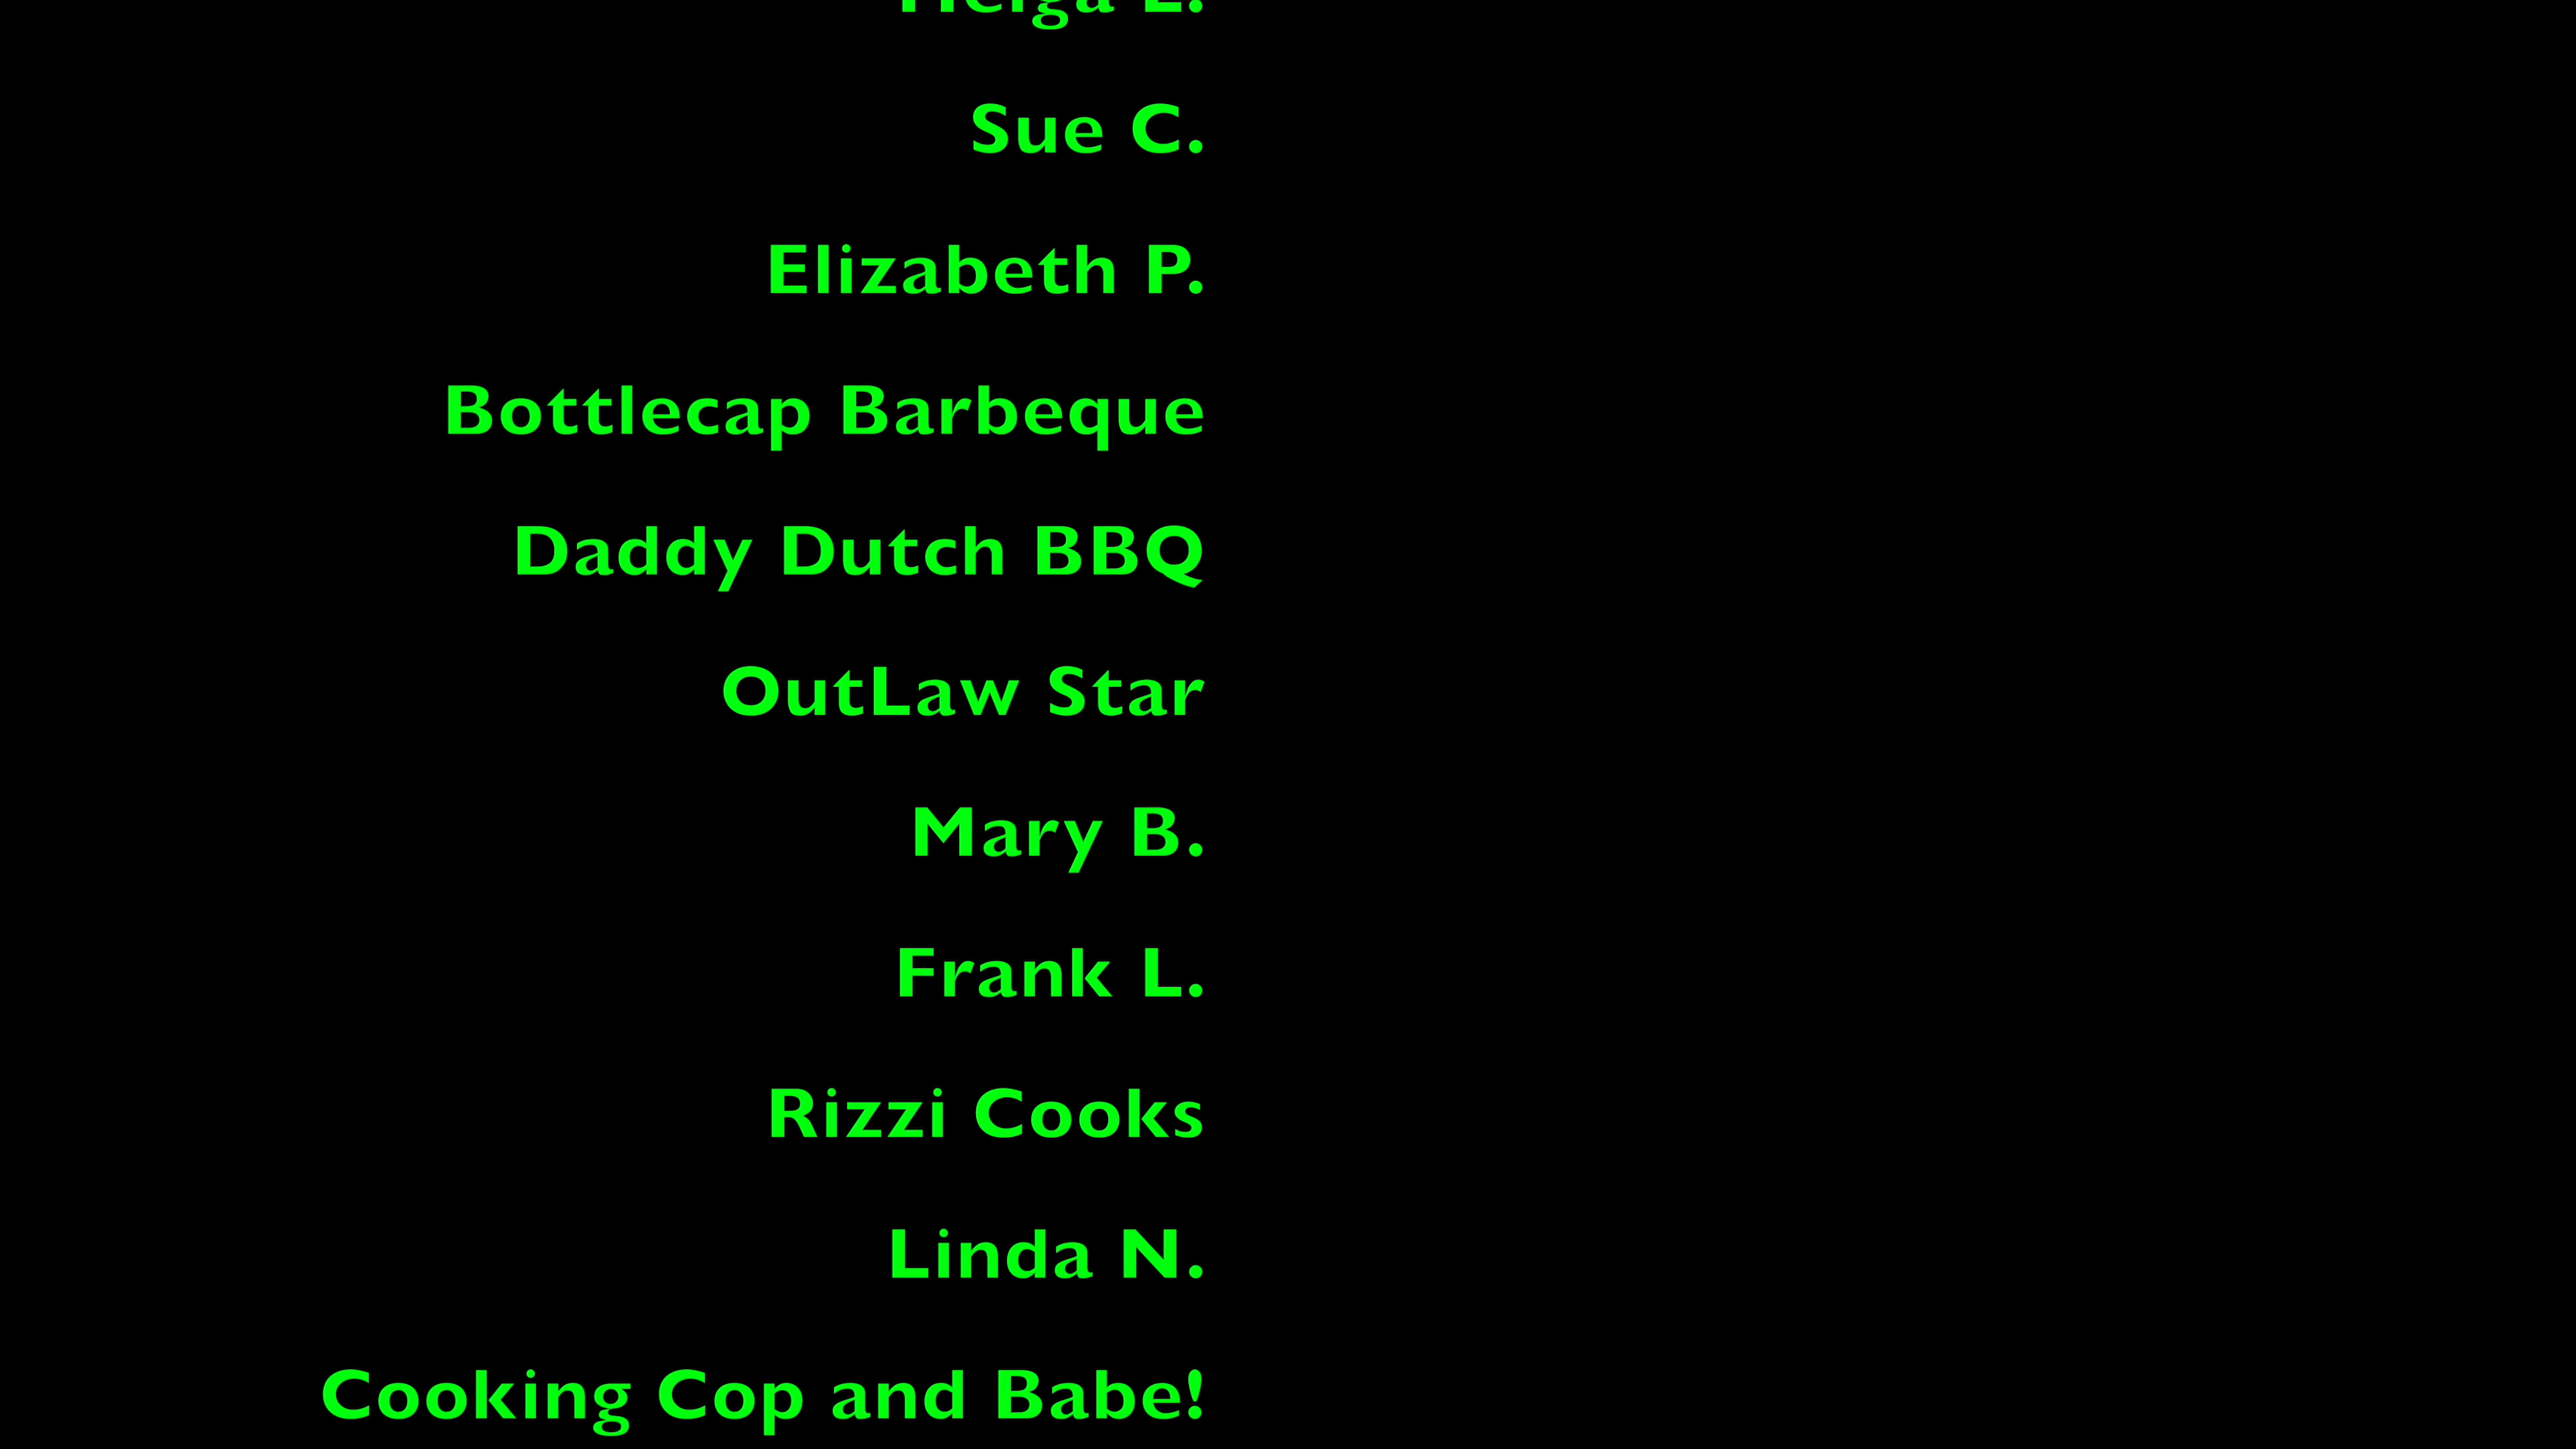 Helga L.
Sue C.
Elizabeth P.
Bottlecap Barbeque
Daddy Dutch BBQ
OutLaw Star
Mary B.
Frank L.
Rizzi Cooks
Linda N.
Cooking Cop and Babe!